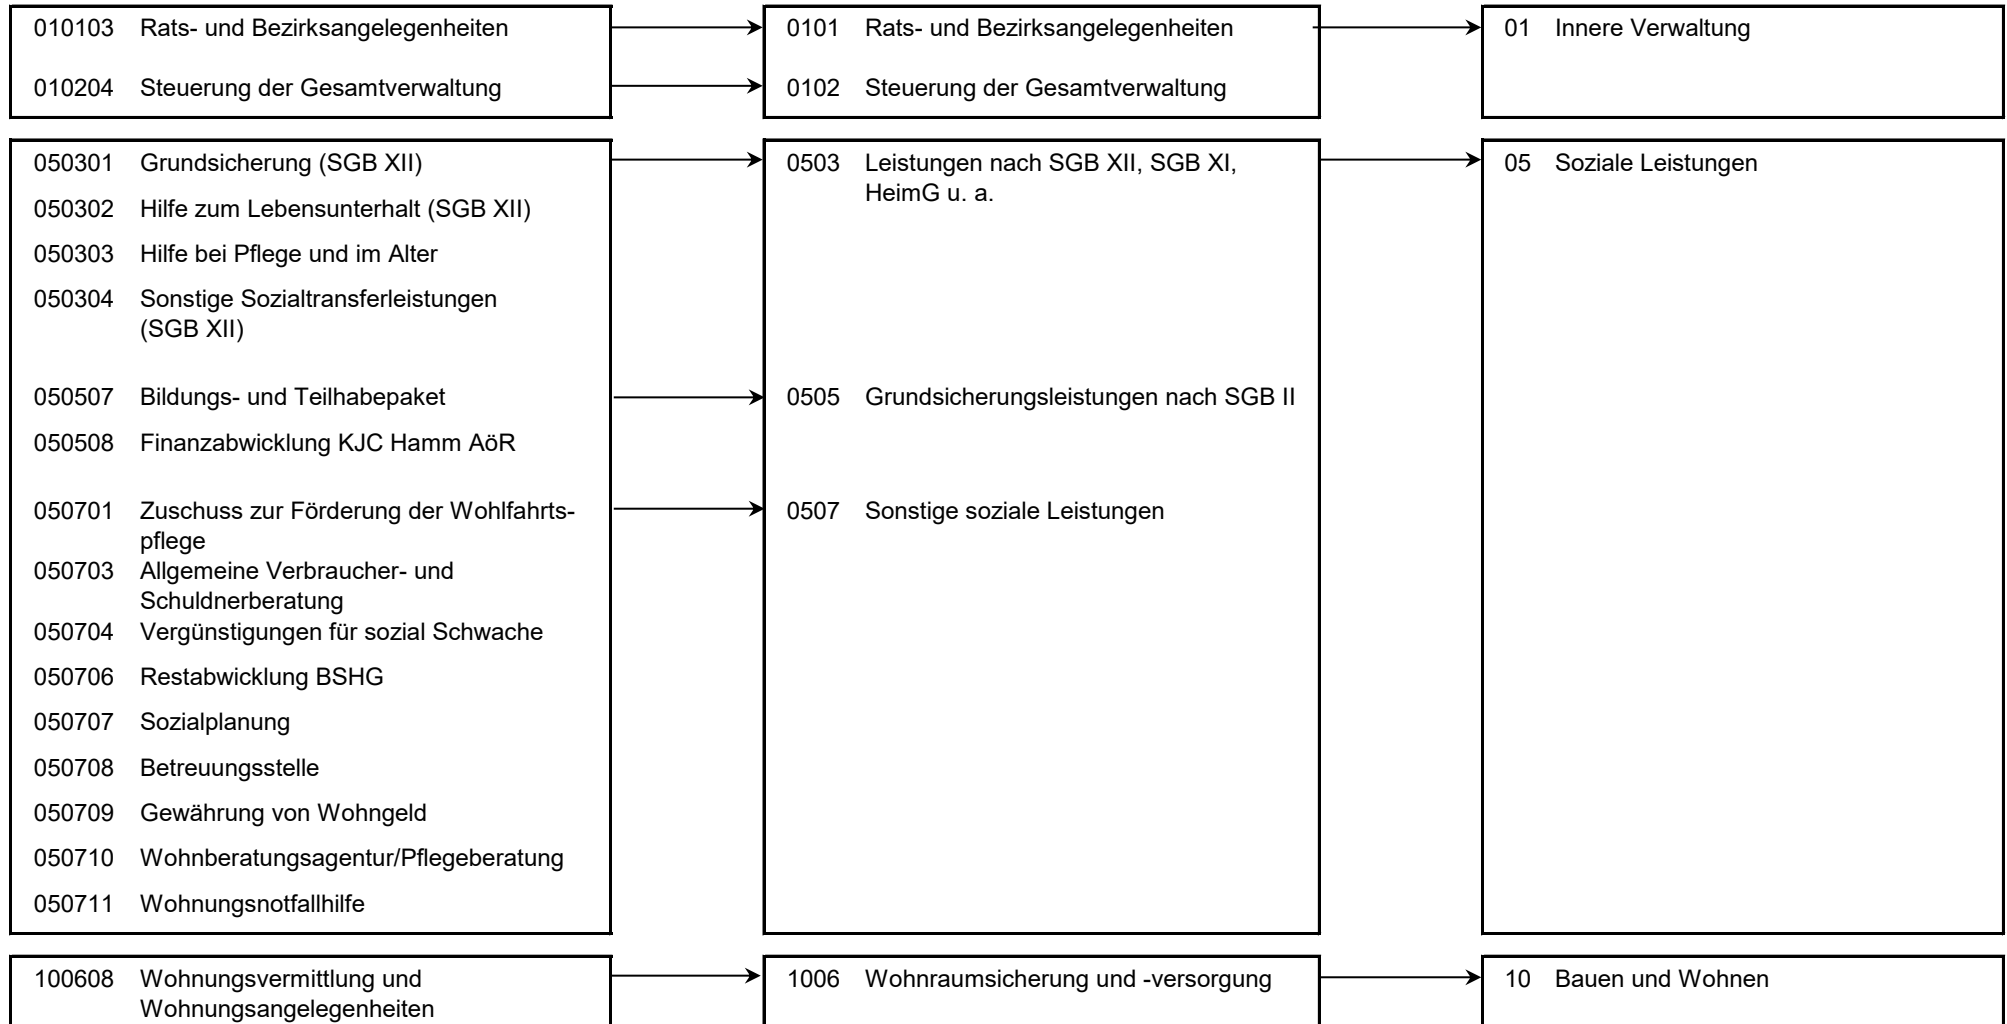 010103 Rats- und Bezirksangelegenheiten
0101 Rats- und Bezirksangelegenheiten
01 Innere Verwaltung
010204 Steuerung der Gesamtverwaltung
0102 Steuerung der Gesamtverwaltung
050301 Grundsicherung (SGB XII)
050302 Hilfe zum Lebensunterhalt (SGB XII)
050303 Hilfe bei Pflege und im Alter
050304 Sonstige Sozialtransferleistungen
(SGB XII)
050507 Bildungs- und Teilhabepaket
050508 Finanzabwicklung KJC Hamm AöR
050701 Zuschuss zur Förderung der Wohlfahrts-
pflege
050703 Allgemeine Verbraucher- und
Schuldnerberatung
050704 Vergünstigungen für sozial Schwache
050706 Restabwicklung BSHG
050707 Sozialplanung
050708 Betreuungsstelle
050709 Gewährung von Wohngeld
050710 Wohnberatungsagentur/Pflegeberatung
050711 Wohnungsnotfallhilfe
0503 Leistungen nach SGB XII, SGB XI,
HeimG u. a.
0505 Grundsicherungsleistungen nach SGB II
0507 Sonstige soziale Leistungen
05 Soziale Leistungen
100608 Wohnungsvermittlung und
Wohnungsangelegenheiten
1006 Wohnraumsicherung und -versorgung
10 Bauen und Wohnen